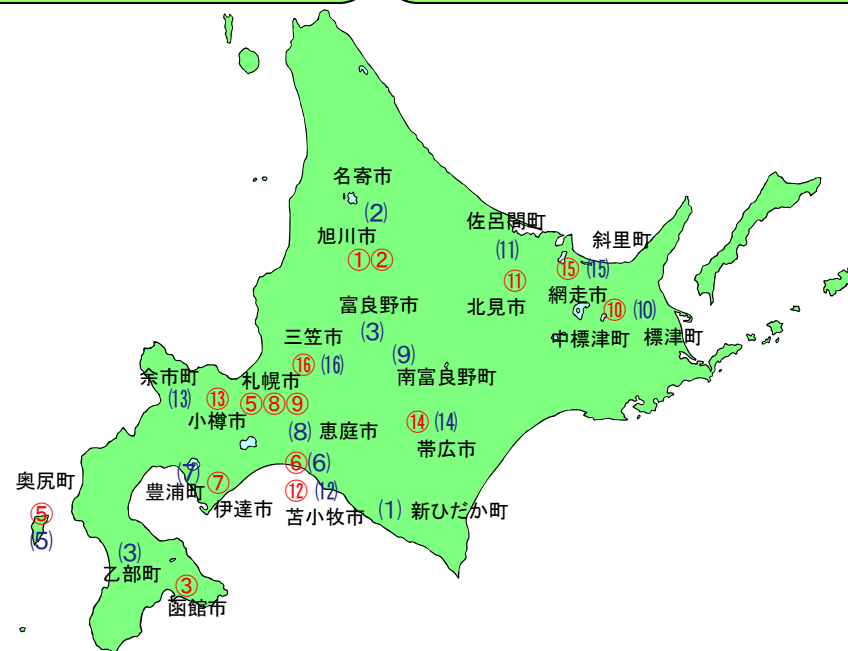 名寄市
(2)
佐呂間町
旭川市
斜里町
(11)
①②
⑮ (15)
⑪
網走市
富良野市
北見市
⑩ (10)
三笠市
(3)
中標津町 標津町
(9)
⑯ (16)
南富良野町
余市町
札幌市
(13) ⑬
⑤⑧⑨
小樽市
⑭ (14)
(8) 恵庭市
帯広市
⑥(6)
(7)
奥尻町
豊浦町
⑦
⑫ (12)
伊達市
苫小牧市
(1) 新ひだか町
⑤
(5)
(3)
乙部町
③
函館市